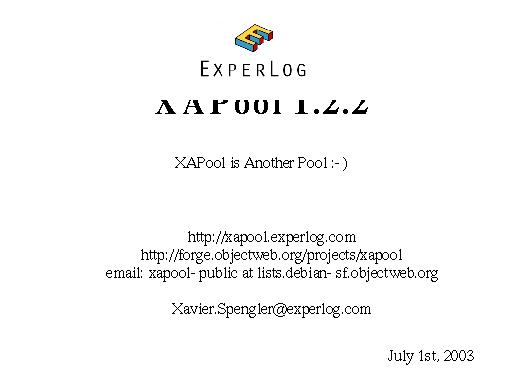 EXPERLOG
XAPool 1.2.2
XAPool is Another Pool :- )
http://xapool.experlog.com
http://forge.objectweb.org/projects/xapool
email: xapool- public at lists.debian- sf.objectweb.org
Xavier.Spengler@experlog.com
July 1st, 2003